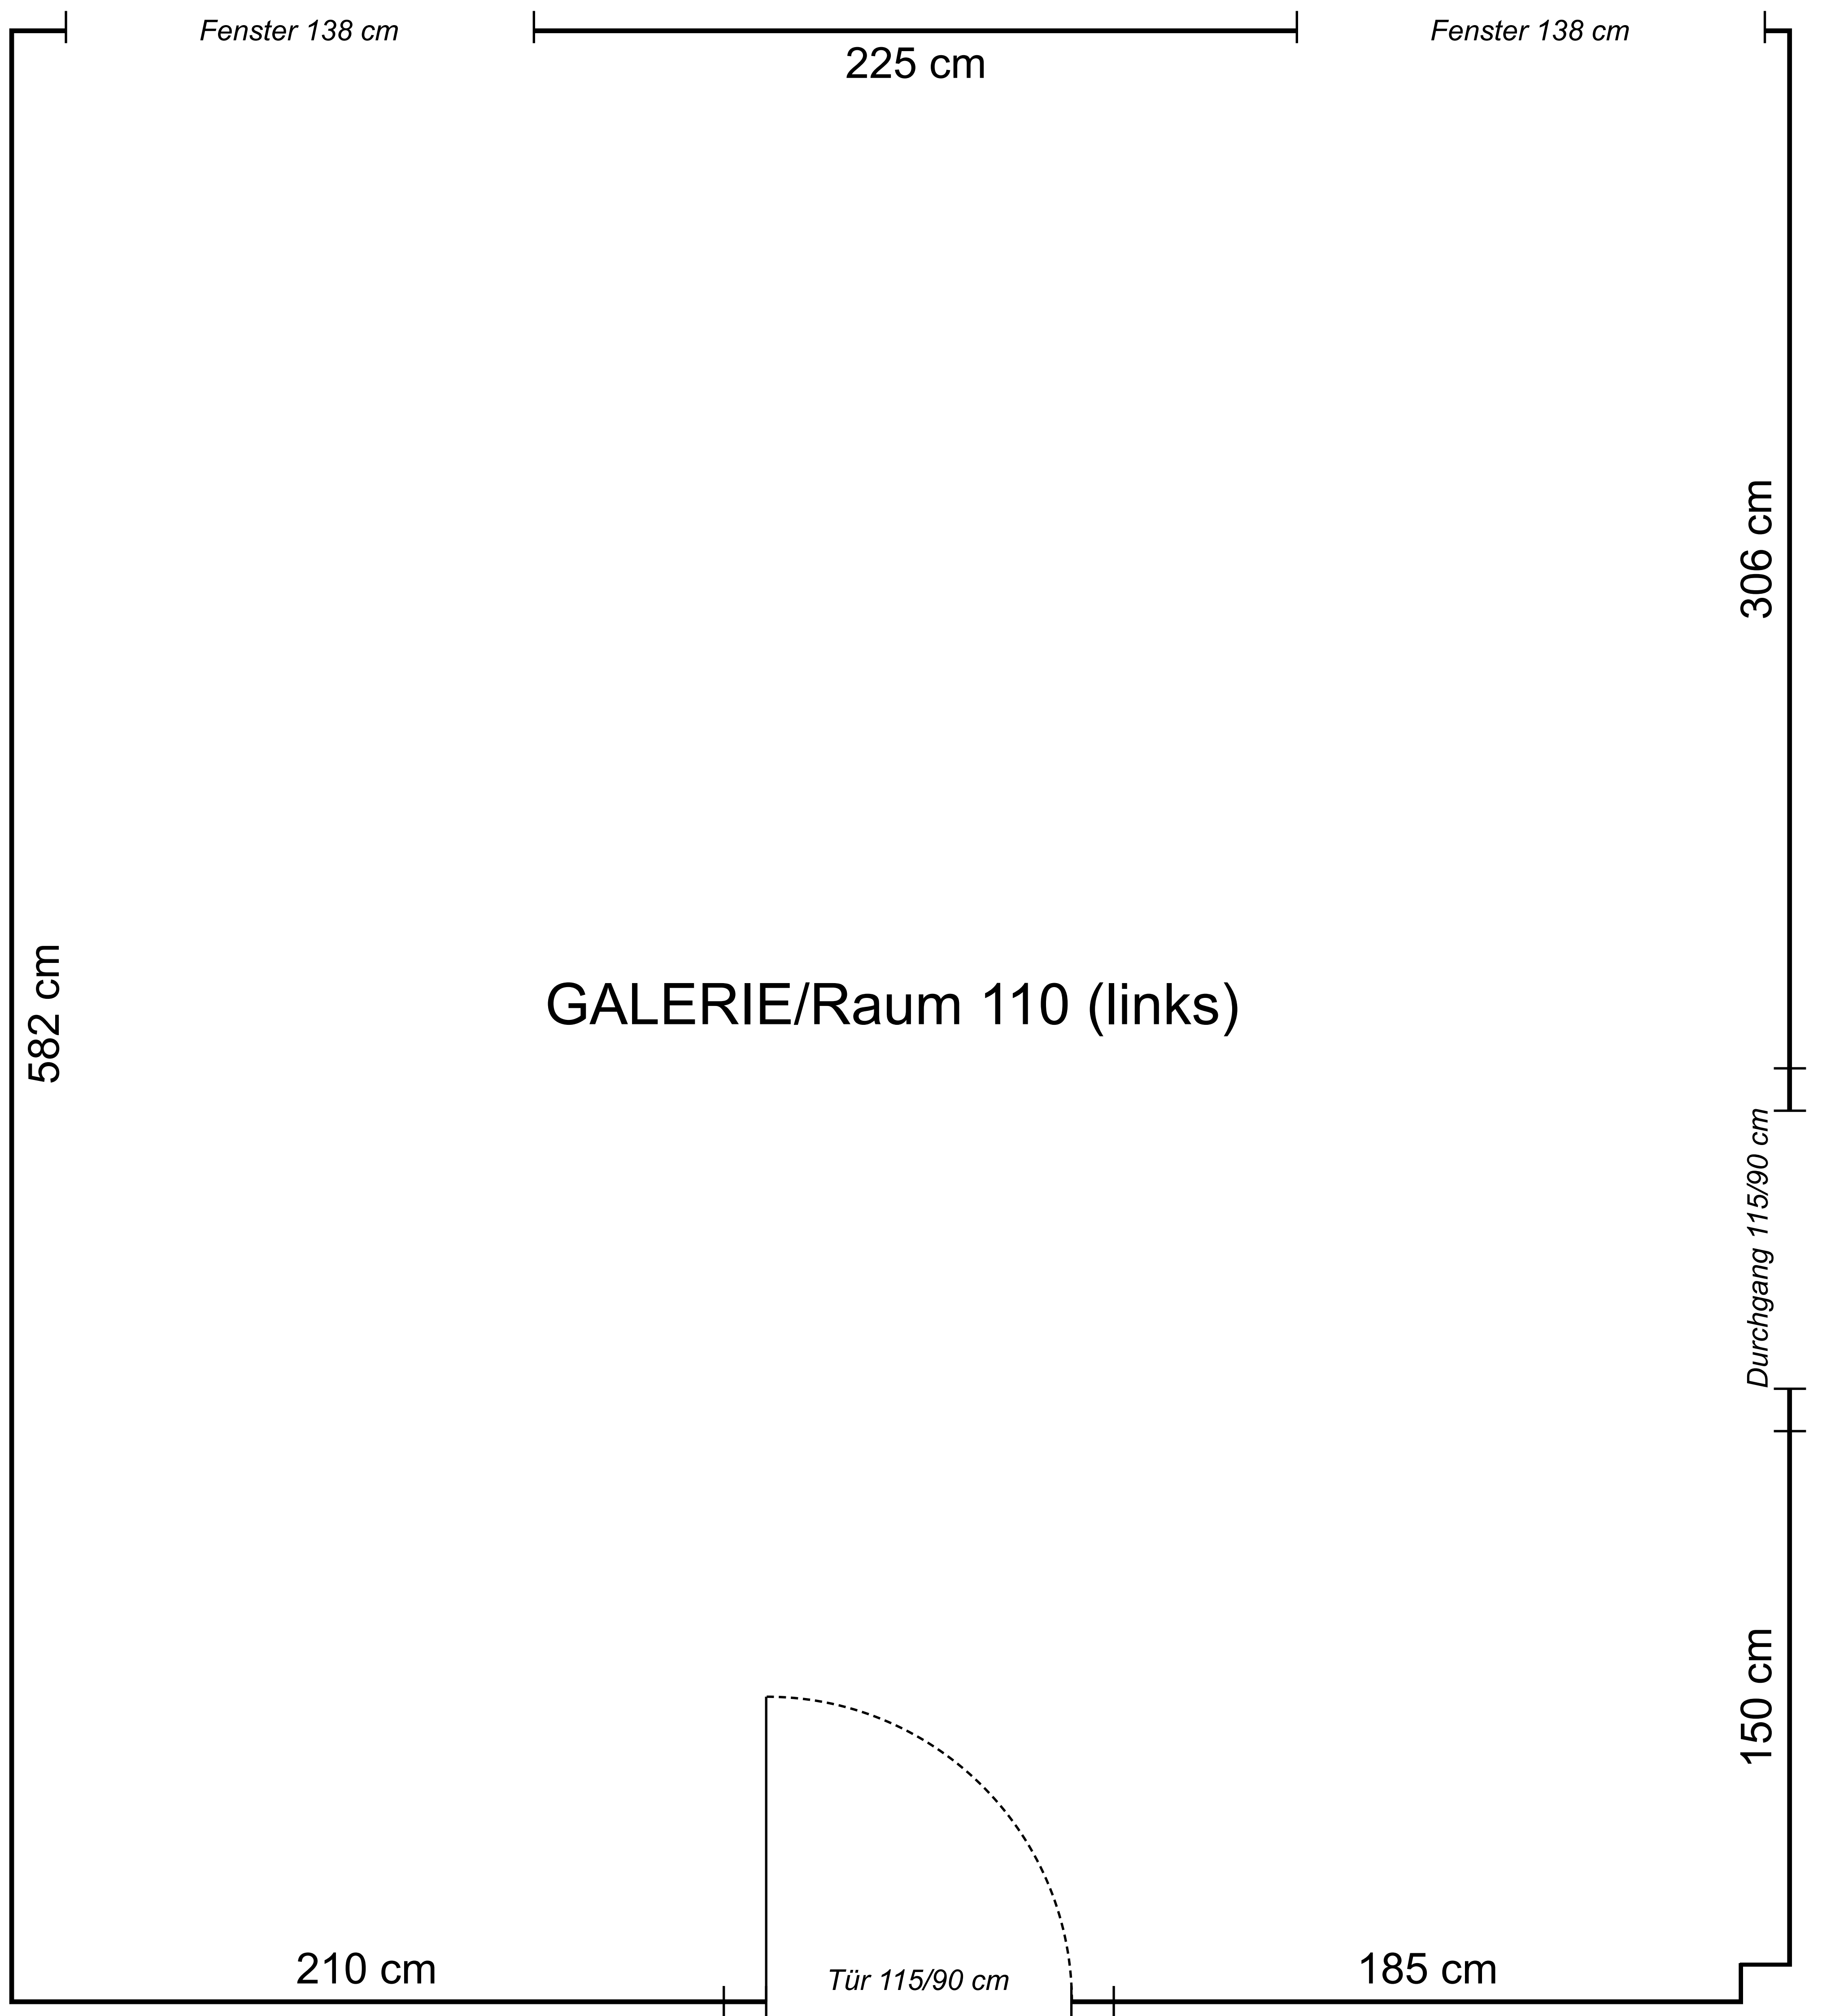 Fenster 138 cm
Fenster 138 cm
225 cm
306 cm
582 cm
GALERIE/Raum 110 (links)
Durchgang 115/90 cm
150 cm
210 cm
Tür 115/90 cm
185 cm